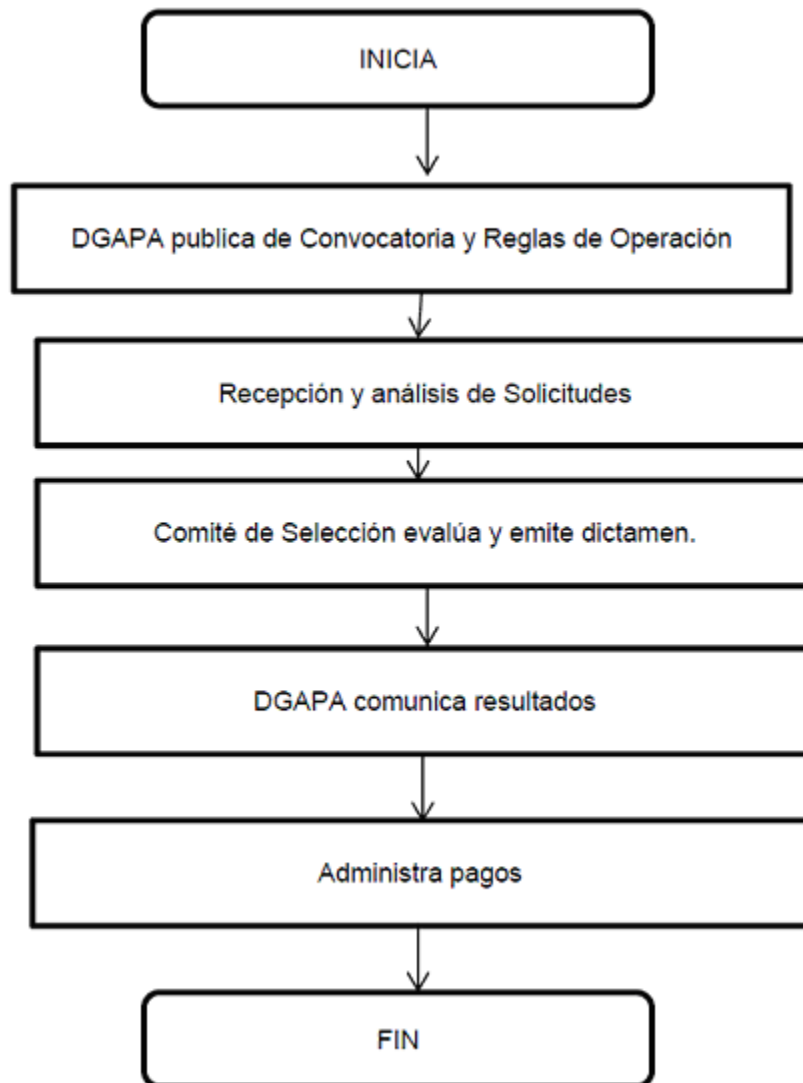 INICIA
DGAPA publica de Convocatoria y Reglas de Operación
Recepción y análisis de Solicitudes
Comité de Selección evalúa y emite dictamen.
DGAPA comunica resultados
Administra pagos
FIN